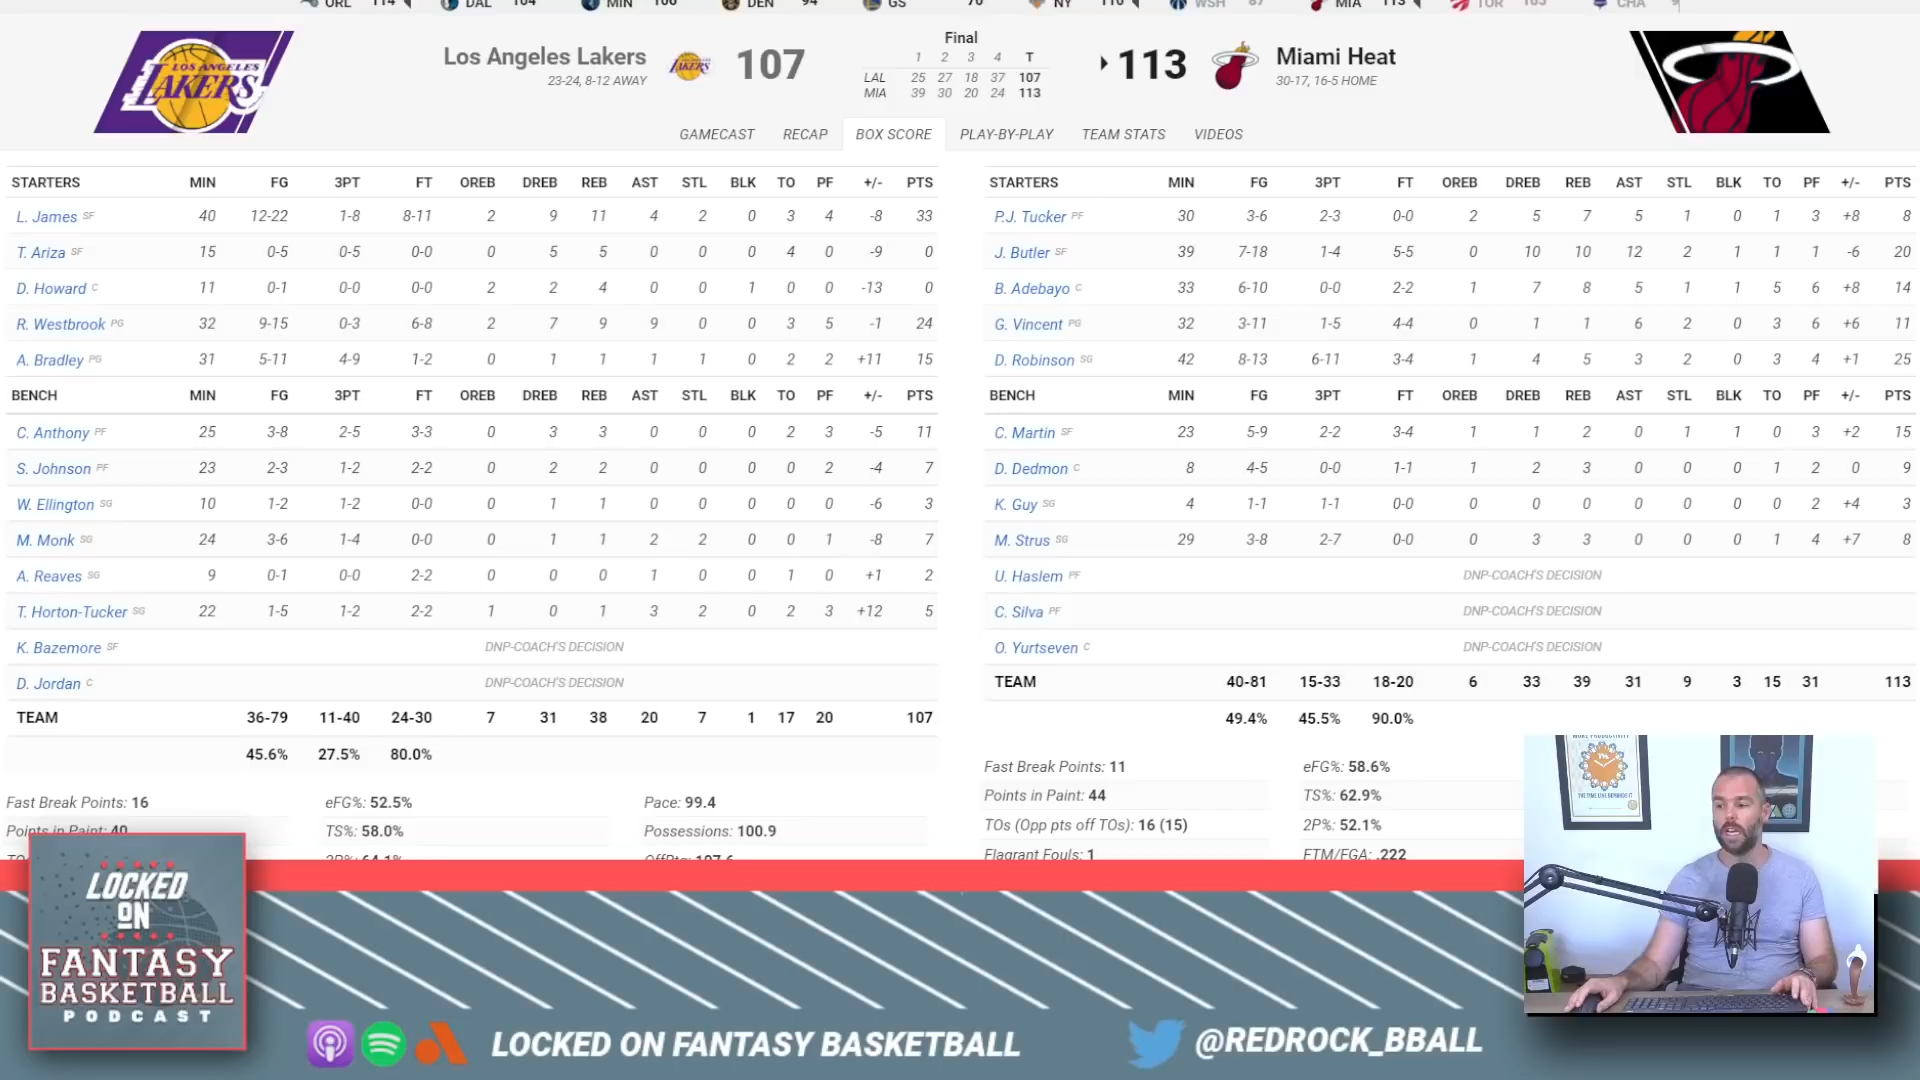 ORL 114 DAL 104 MIN 106 DEN 94 GS 70 NY 110 WSH 87 MIA 113 TOR 105 CHA
Final
Los Angeles Lakers
23-24, 8-12 AWAY
107
1 2 3 4 T
LAL 25 27 18 37 107
MIA 39 30 20 24 113
113
Miami Heat
30-17, 16-5 HOME
LOS ANGELES
LAKERS
GAMECAST RECAP BOX SCORE PLAY-BY-PLAY TEAM STATS VIDEOS
STARTERS MIN FG 3PT FT OREB DREB REB AST STL BLK TO PF +/- PTS
L. James SF 40 12-22 1-8 8-11 2 9 11 4 2 0 3 4 -8 33
T. Ariza SF 15 0-5 0-5 0-0 0 5 5 0 0 0 4 0 -9 0
D. Howard C 11 0-1 0-0 0-0 2 2 4 0 0 1 0 0 -13 0
R. Westbrook PG 32 9-15 0-3 6-8 2 7 9 9 0 0 3 5 -1 24
A. Bradley PG 31 5-11 4-9 1-2 0 1 1 1 1 0 2 2 +11 15
BENCH MIN FG 3PT FT OREB DREB REB AST STL BLK TO PF +/- PTS
C. Anthony PF 25 3-8 2-5 3-3 0 3 3 0 0 0 2 3 -5 11
S. Johnson PF 23 2-3 1-2 2-2 0 2 2 0 0 0 0 2 -4 7
W. Ellington SG 10 1-2 1-2 0-0 0 1 1 0 0 0 0 0 -6 3
M. Monk SG 24 3-6 1-4 0-0 0 1 1 2 2 0 0 1 -8 7
A. Reaves SG 9 0-1 0-0 2-2 0 0 0 1 0 0 1 0 +1 2
T. Horton-Tucker SG 22 1-5 1-2 2-2 1 0 1 3 2 0 2 3 +12 5
K. Bazemore SF DNP-COACH'S DECISION
D. Jordan C DNP-COACH'S DECISION
TEAM 36-79 11-40 24-30 7 31 38 20 7 1 17 20 107
45.6% 27.5% 80.0%
Fast Break Points: 16 eFG%: 52.5% Pace: 99.4
Points in Paint: 40 TS%: 58.0% Possessions: 100.9
2P%: 64.1% OffRtg: 107.6
STARTERS MIN FG 3PT FT OREB DREB REB AST STL BLK TO PF +/- PTS
P.J. Tucker PF 30 3-6 2-3 0-0 2 5 7 5 1 0 1 3 +8 8
J. Butler SF 39 7-18 1-4 5-5 0 10 10 12 2 1 1 1 -6 20
B. Adebayo C 33 6-10 0-0 2-2 1 7 8 5 1 1 5 6 +8 14
G. Vincent PG 32 3-11 1-5 4-4 0 1 1 6 2 0 3 6 +6 11
D. Robinson SG 42 8-13 6-11 3-4 1 4 5 3 2 0 3 4 +1 25
BENCH MIN FG 3PT FT OREB DREB REB AST STL BLK TO PF +/- PTS
C. Martin SF 23 5-9 2-2 3-4 1 1 2 0 1 1 0 3 +2 15
D. Dedmon C 8 4-5 0-0 1-1 1 2 3 0 0 0 1 2 0 9
K. Guy SG 4 1-1 1-1 0-0 0 0 0 0 0 0 0 2 +4 3
M. Strus SG 29 3-8 2-7 0-0 0 3 3 0 0 0 1 4 +7 8
U. Haslem PF DNP-COACH'S DECISION
C. Silva PF DNP-COACH'S DECISION
O. Yurtseven C DNP-COACH'S DECISION
TEAM 40-81 15-33 18-20 6 33 39 31 9 3 15 31 113
49.4% 45.5% 90.0%
Fast Break Points: 11 eFG%: 58.6%
Points in Paint: 44 TS%: 62.9%
TOs (Opp pts off TOs): 16 (15) 2P%: 52.1%
Flagrant Fouls: 1 FTM/FGA: .222
LOCKED
ON
FANTASY
BASKETBALL
PODCAST
LOCKED ON FANTASY BASKETBALL
@REDROCK_BBALL